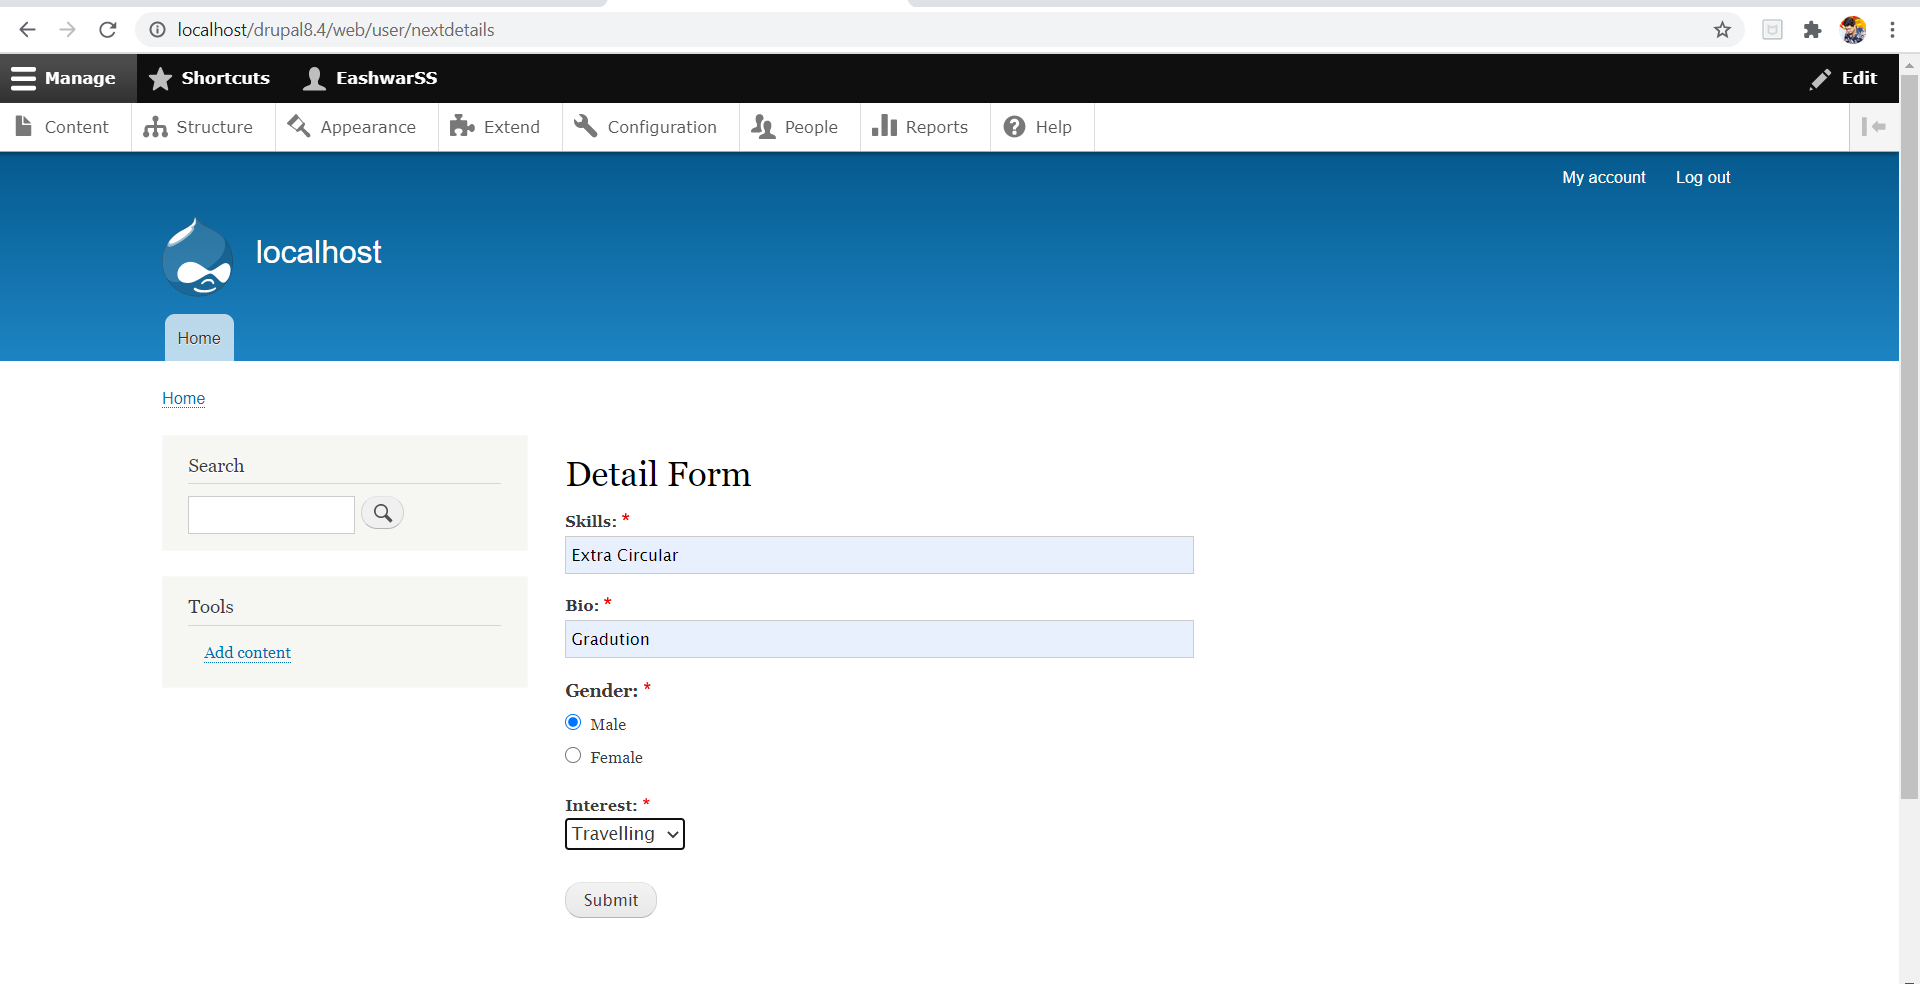 localhost/drupal8.4/web/user/nextdetails
Manage Shortcuts EashwarSS Edit
Content Structure Appearance Extend Configuration People Reports Help
My account Log out
localhost
Home
Home
Search
Tools
Add content
Detail Form
Skills: *
Extra Circular
Bio: *
Gradution
Gender: *
Male
Female
Interest: *
Travelling
Submit